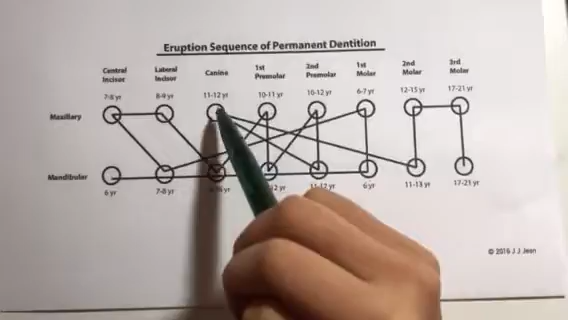 Eruption Sequence of Permanent Dentition
Central Incisor
Lateral Incisor
Canine
1st Premolar
2nd Premolar
1st Molar
2nd Molar
3rd Molar
7-8 yr 8-9 yr 11-12 yr 10-11 yr 10-12 yr 6-7 yr 12-15 yr 17-21 yr
Maxillary
Mandibular
6 yr 7-8 yr yr 11-12 yr 6 yr 11-13 yr 17-21 yr
© 2016 J J Jean